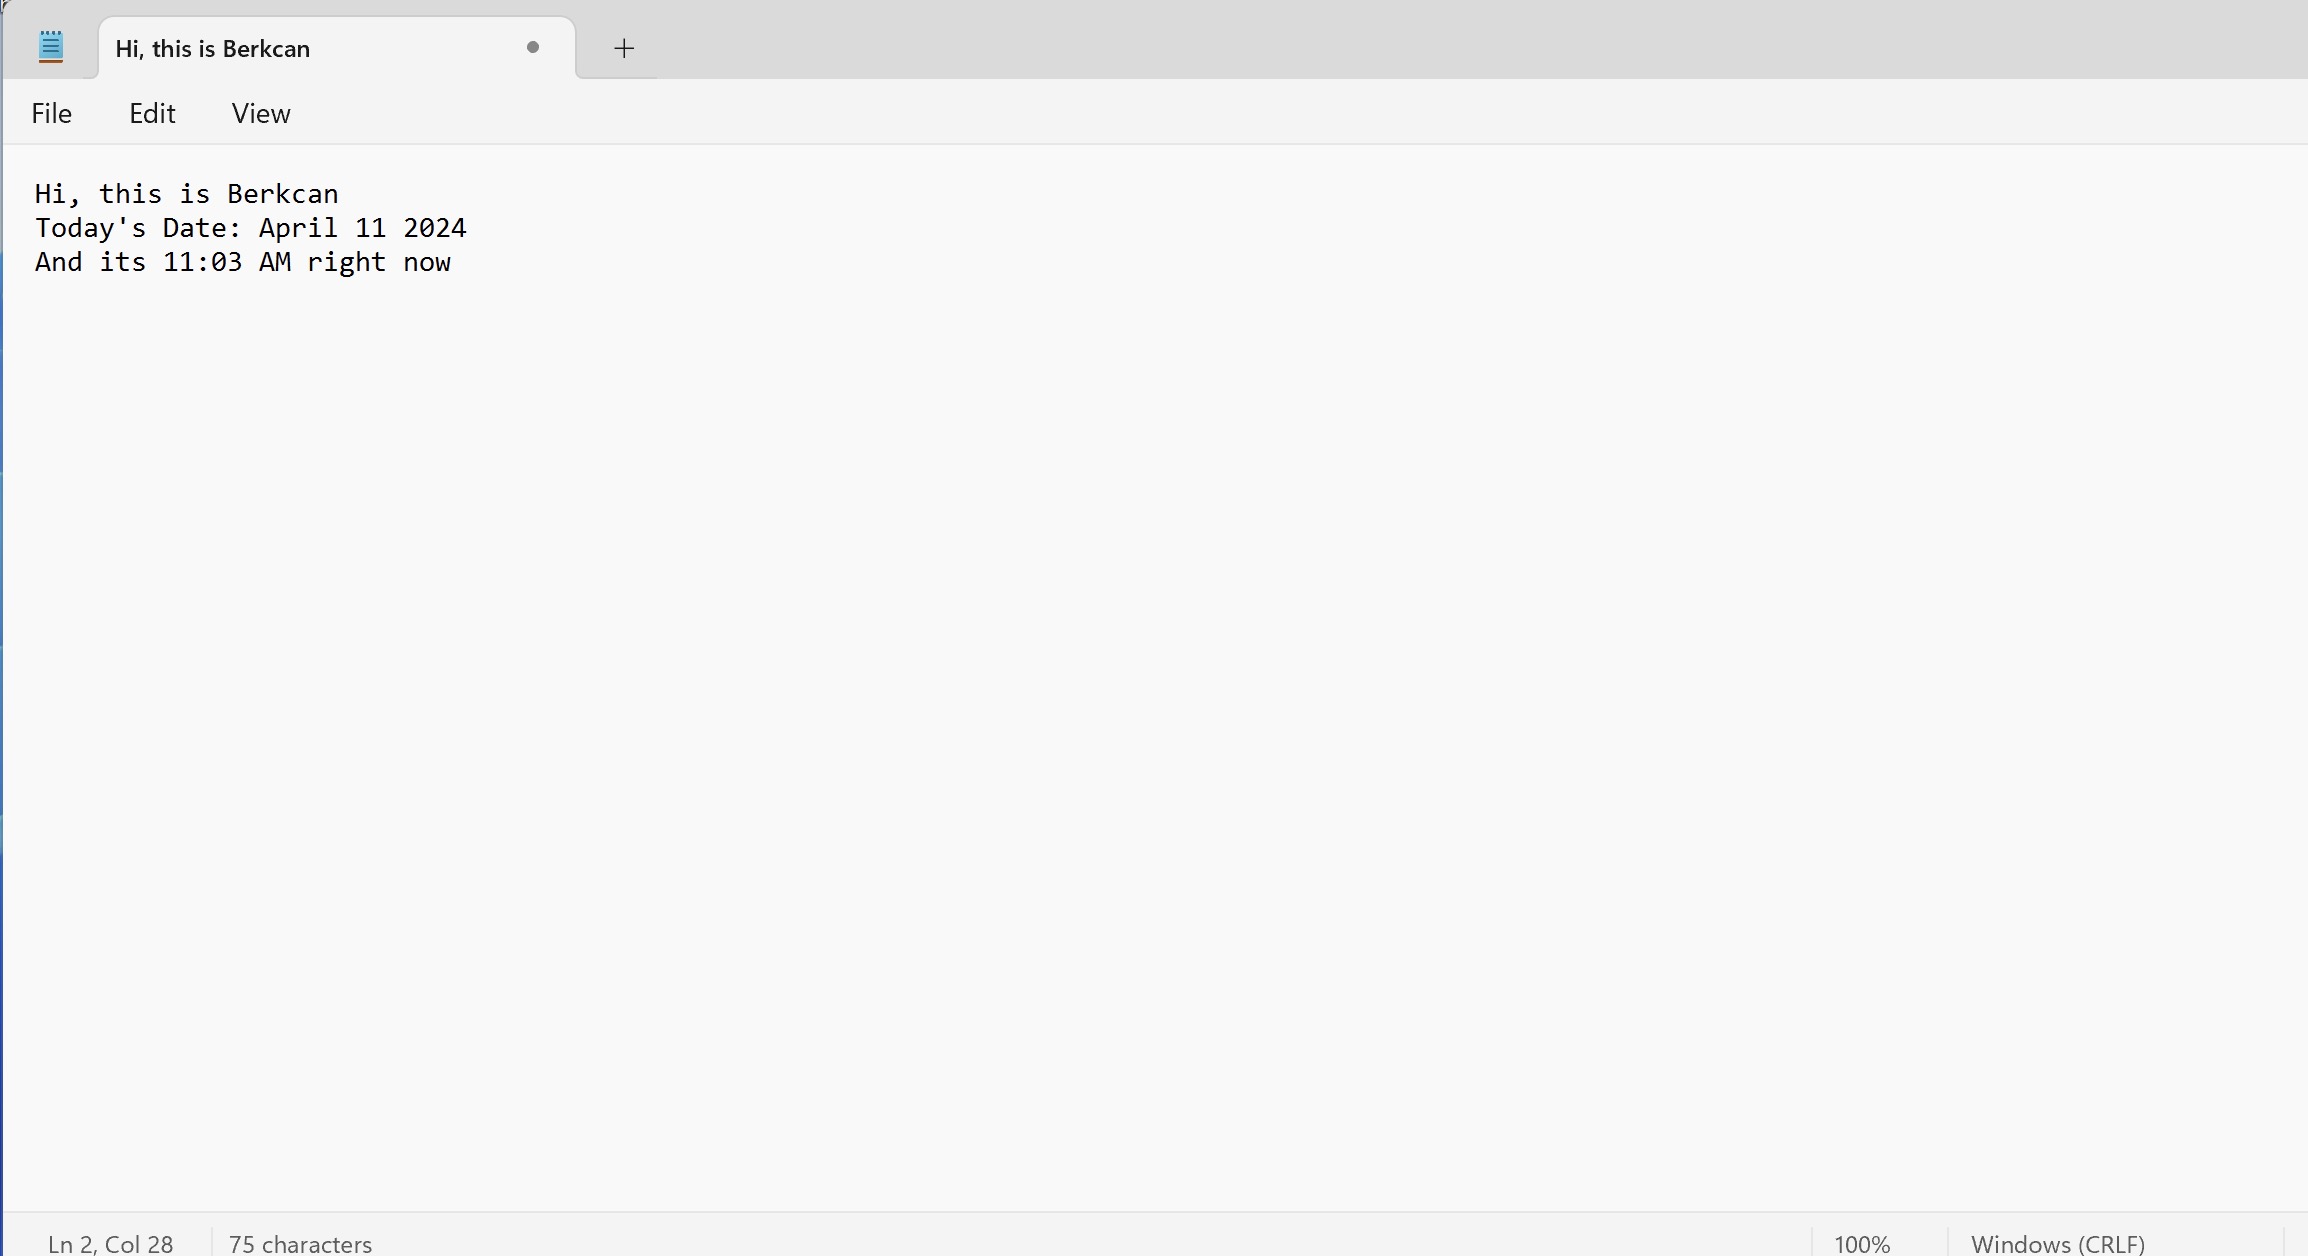 Hi, this is Berkcan
File Edit View
Hi, this is Berkcan
Today's Date: April 11 2024
And its 11:03 AM right now
Ln 2, Col 28 75 characters 100% Windows (CRLF)